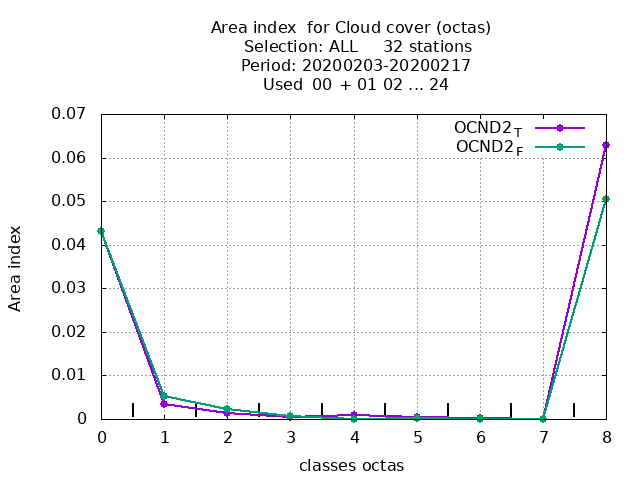 Area index  for Cloud cover (octas)
Selection: ALL     32 stations
Period: 20200203-20200217
Used  00 + 01 02 ... 24
OCND2_T
OCND2_F
0.07
0.06
0.05
0.04
0.03
0.02
0.01
0
Area index
0 1 2 3 4 5 6 7 8
classes octas